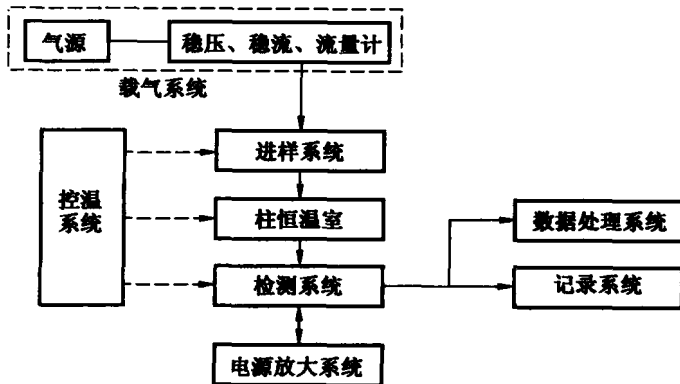 气源
稳压、稳流、流量计
载气系统
进样系统
控温
系统
柱恒温室
数据处理系统
检测系统
记录系统
电源放大系统